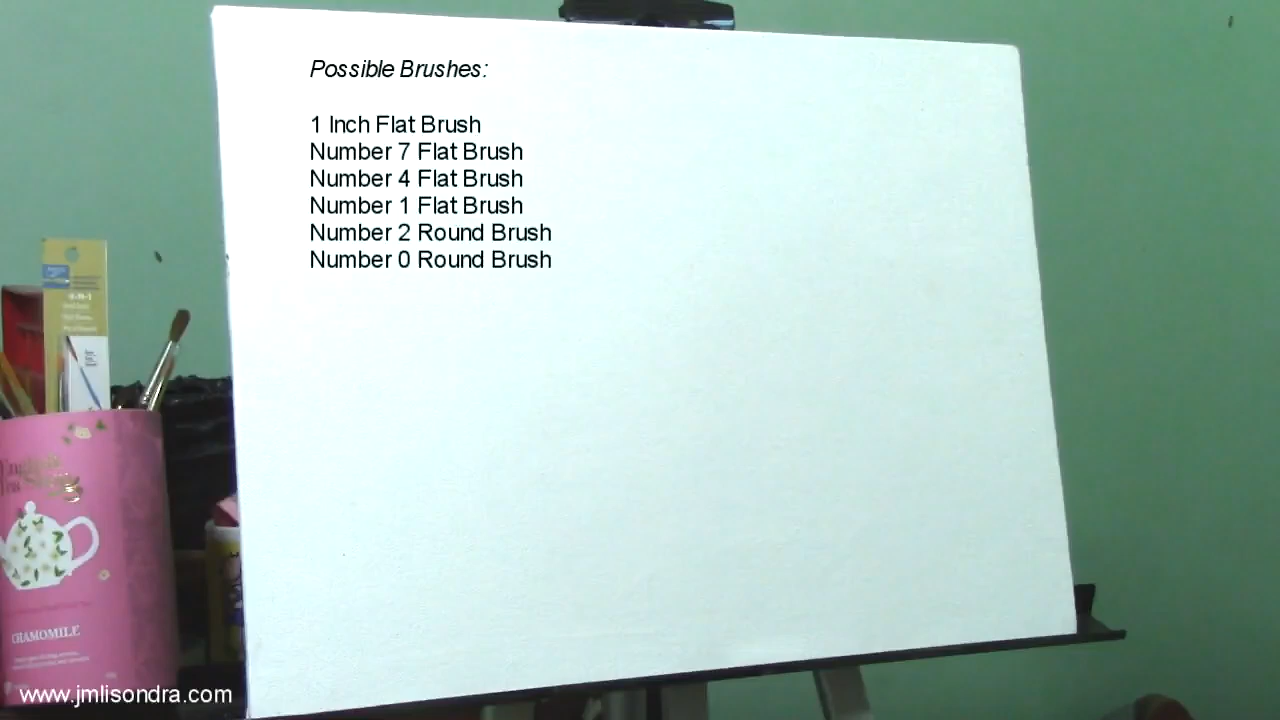 Possible Brushes:
1 Inch Flat Brush
Number 7 Flat Brush
Number 4 Flat Brush
Number 1 Flat Brush
Number 2 Round Brush
Number 0 Round Brush
CHAMOMILE
www.jmlisondra.com